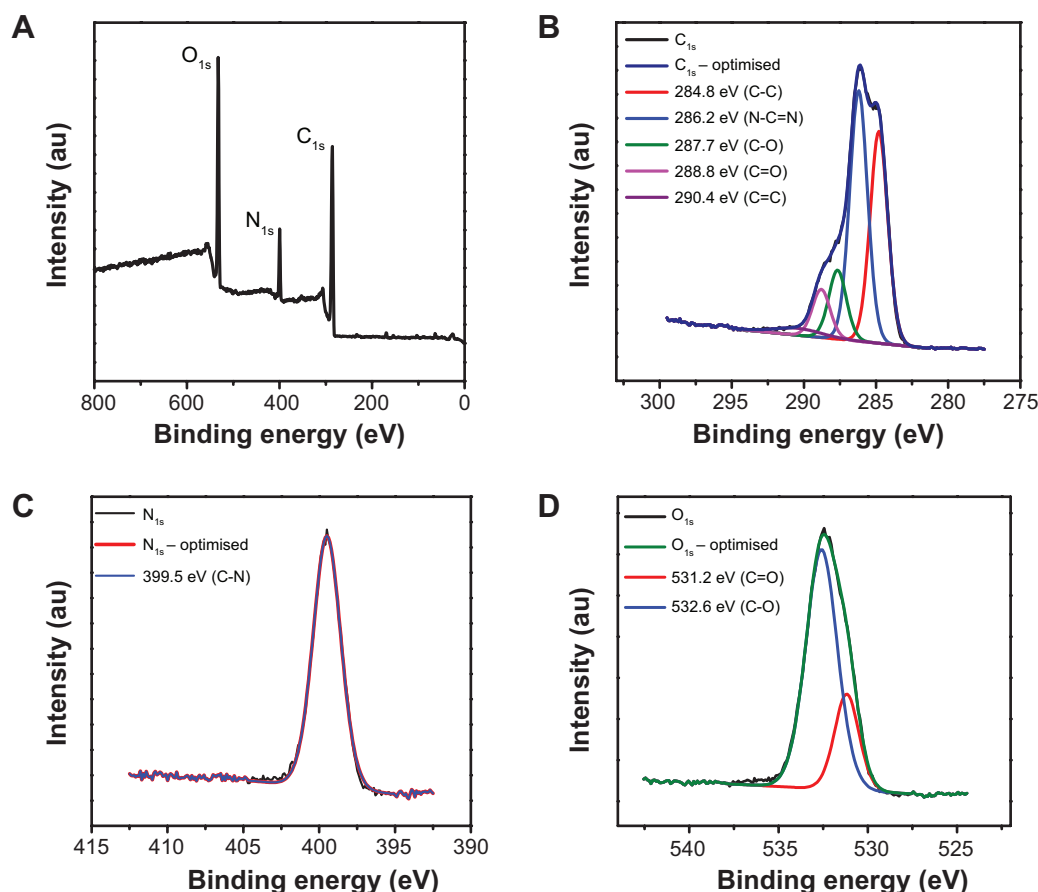 A
O1s
N1s
C1s
Intensity (au)
800 600 400 200 0
Binding energy (eV)
B
C1s
C1s – optimised
284.8 eV (C-C)
286.2 eV (N-C=N)
287.7 eV (C-O)
288.8 eV (C=O)
290.4 eV (C=C)
Intensity (au)
300 295 290 285 280 275
Binding energy (eV)
C
N1s
N1s – optimised
399.5 eV (C-N)
Intensity (au)
415 410 405 400 395 390
Binding energy (eV)
D
O1s
O1s – optimised
531.2 eV (C=O)
532.6 eV (C-O)
Intensity (au)
540 535 530 525
Binding energy (eV)